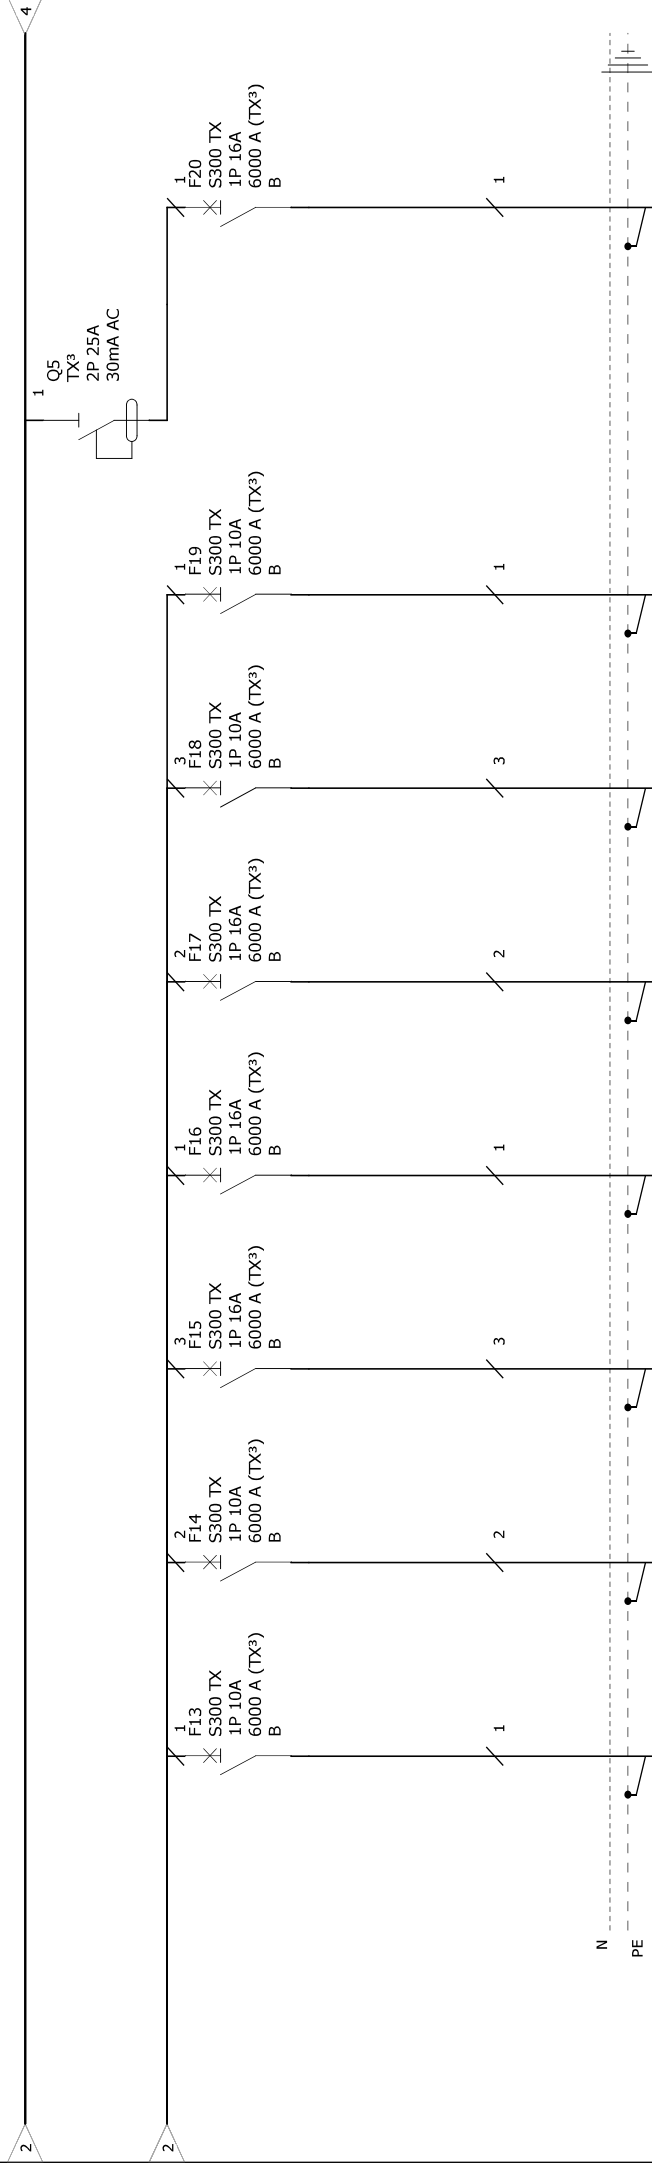 2
4
1
Q5
TX³
2P 25A
30mA AC
2
1
F13
S300 TX
1P 10A
6000 A (TX³)
B
2
F14
S300 TX
1P 10A
6000 A (TX³)
B
3
F15
S300 TX
1P 16A
6000 A (TX³)
B
1
F16
S300 TX
1P 16A
6000 A (TX³)
B
2
F17
S300 TX
1P 16A
6000 A (TX³)
B
3
F18
S300 TX
1P 10A
6000 A (TX³)
B
1
F19
S300 TX
1P 10A
6000 A (TX³)
B
1
F20
S300 TX
1P 16A
6000 A (TX³)
B
1
2
3
1
2
3
1
1
N
PE